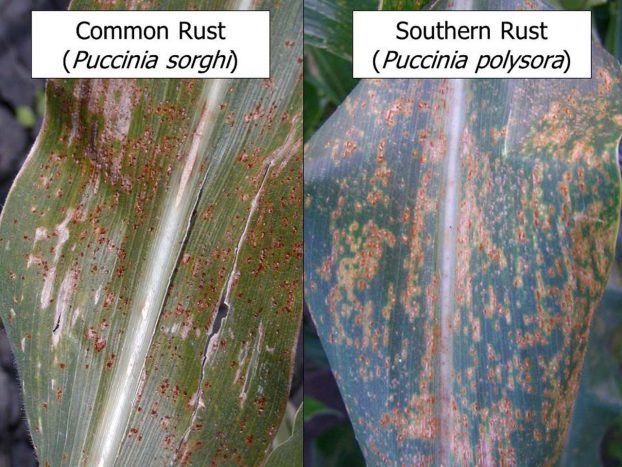 Common Rust
(Puccinia sorghi)
Southern Rust
(Puccinia polysora)